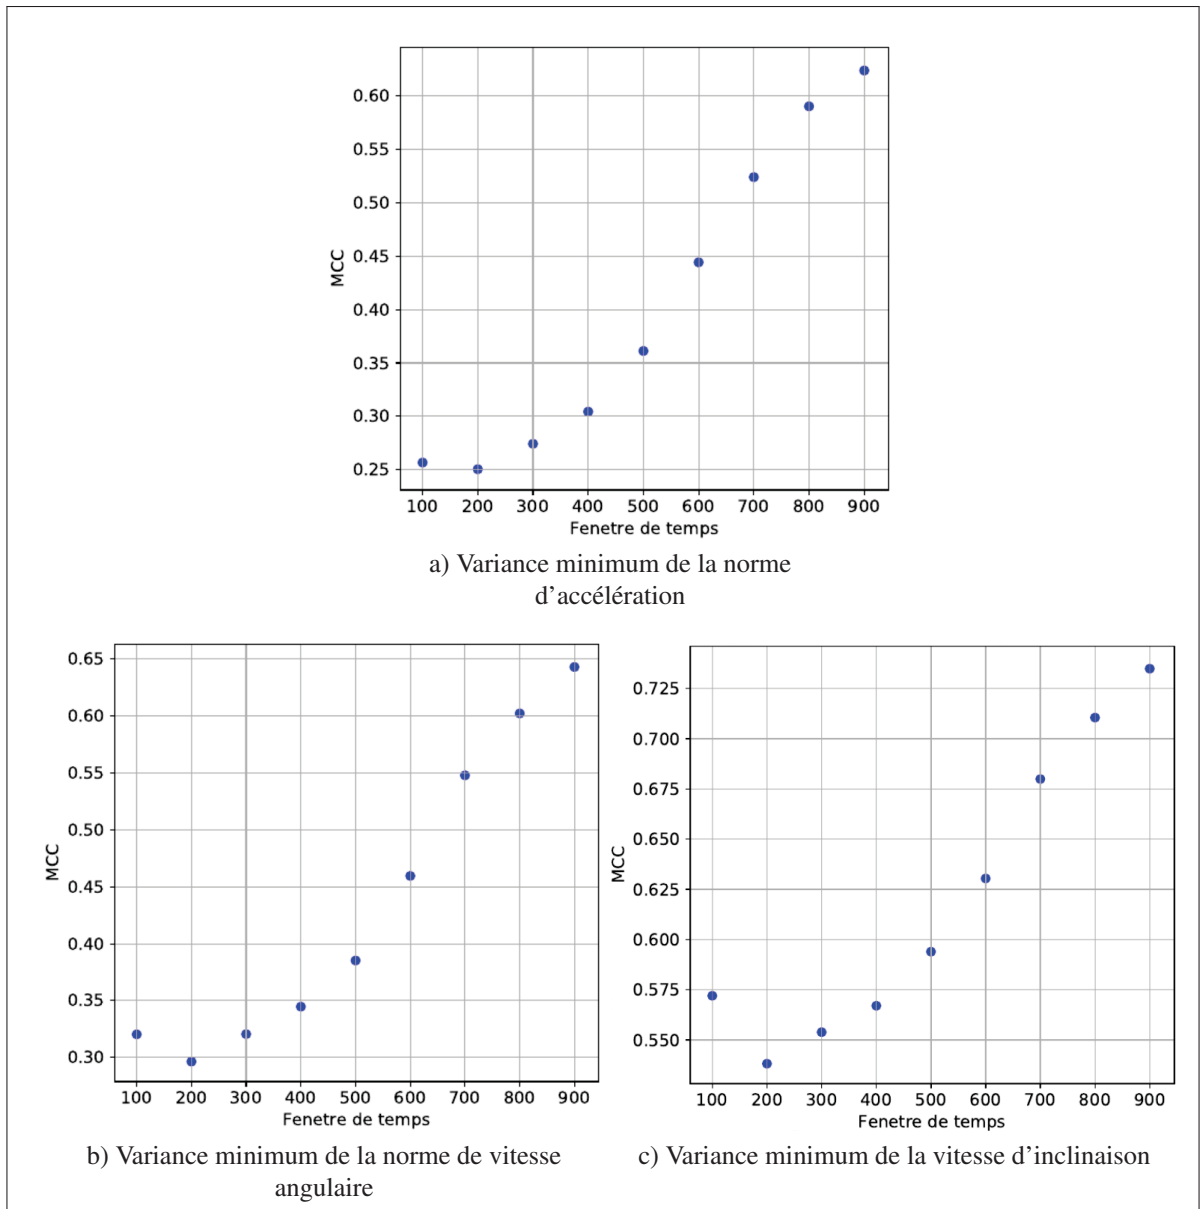 0.60
0.55
0.50
0.45
0.40
0.35
0.30
0.25
MCC
100 200 300 400 500 600 700 800 900
Fenetre de temps
a) Variance minimum de la norme
d’accélération
0.65
0.60
0.55
0.50
0.45
0.40
0.35
0.30
MCC
100 200 300 400 500 600 700 800 900
Fenetre de temps
b) Variance minimum de la norme de vitesse
angulaire
0.725
0.700
0.675
0.650
0.625
0.600
0.575
0.550
MCC
100 200 300 400 500 600 700 800 900
Fenetre de temps
c) Variance minimum de la vitesse d’inclinaison